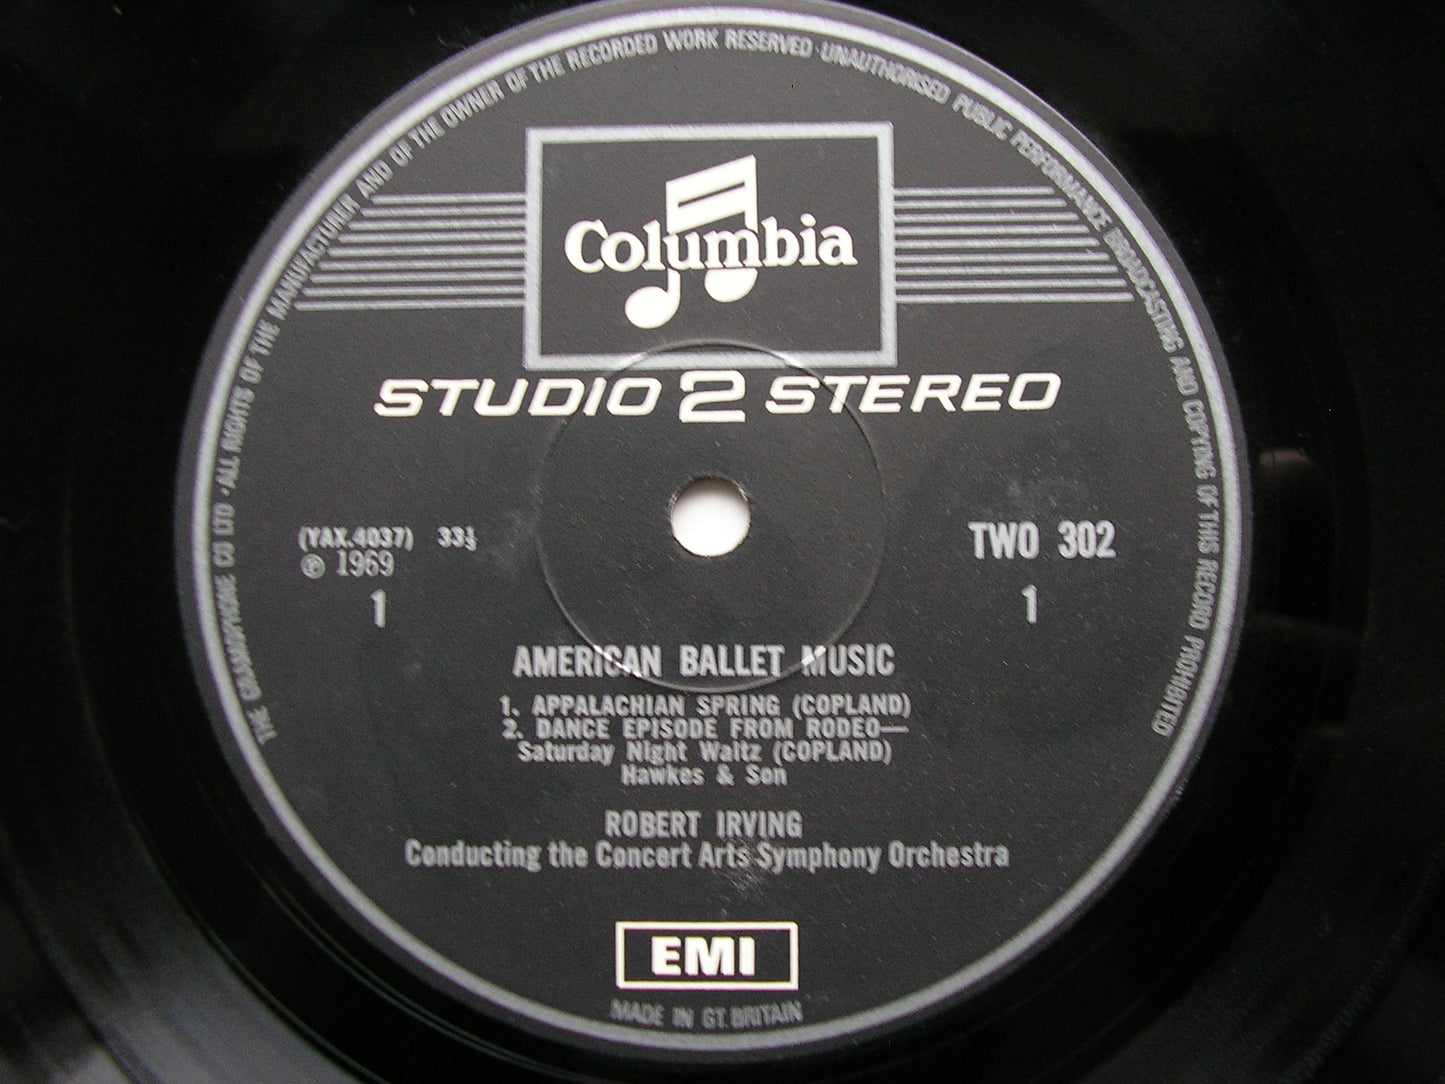 THE GRAMOPHONE CO LTD · ALL RIGHTS OF THE MANUFACTURER AND OF THE OWNER OF THE RECORDED WORK RESERVED · UNAUTHORISED PUBLIC PERFORMANCE BROADCASTING AND COPYING OF THIS RECORD PROHIBITED
Columbia
STUDIO 2 STEREO
(YAX.4037) 33⅓
℗ 1969
TWO 302
1
1
AMERICAN BALLET MUSIC
1. APPALACHIAN SPRING (COPLAND)
2. DANCE EPISODE FROM RODEO—
Saturday Night Waltz (COPLAND)
Hawkes & Son
ROBERT IRVING
Conducting the Concert Arts Symphony Orchestra
EMI
MADE IN GT. BRITAIN